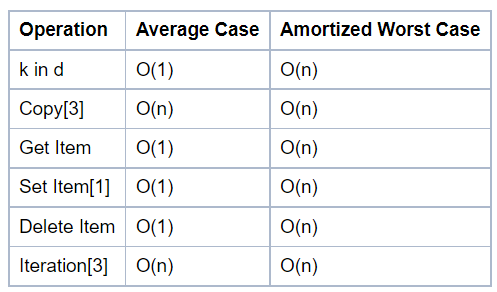 Operation Average Case Amortized Worst Case
k in d O(1) O(n)
Copy[3] O(n) O(n)
Get Item O(1) O(n)
Set Item[1] O(1) O(n)
Delete Item O(1) O(n)
Iteration[3] O(n) O(n)